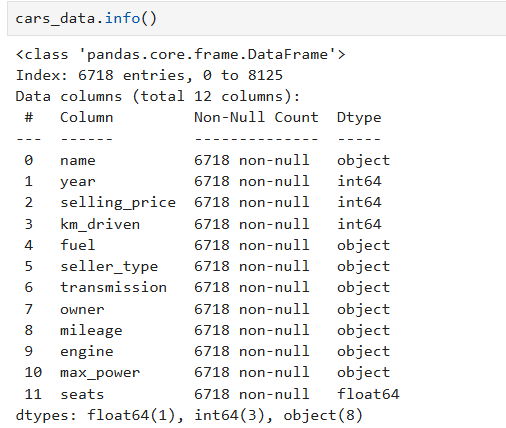 cars_data.info()
<class 'pandas.core.frame.DataFrame'>
Index: 6718 entries, 0 to 8125
Data columns (total 12 columns):
 #   Column         Non-Null Count  Dtype
---  ------         --------------  -----
 0   name           6718 non-null   object
 1   year           6718 non-null   int64
 2   selling_price  6718 non-null   int64
 3   km_driven      6718 non-null   int64
 4   fuel           6718 non-null   object
 5   seller_type    6718 non-null   object
 6   transmission   6718 non-null   object
 7   owner          6718 non-null   object
 8   mileage        6718 non-null   object
 9   engine         6718 non-null   object
 10  max_power      6718 non-null   object
 11  seats          6718 non-null   float64
dtypes: float64(1), int64(3), object(8)